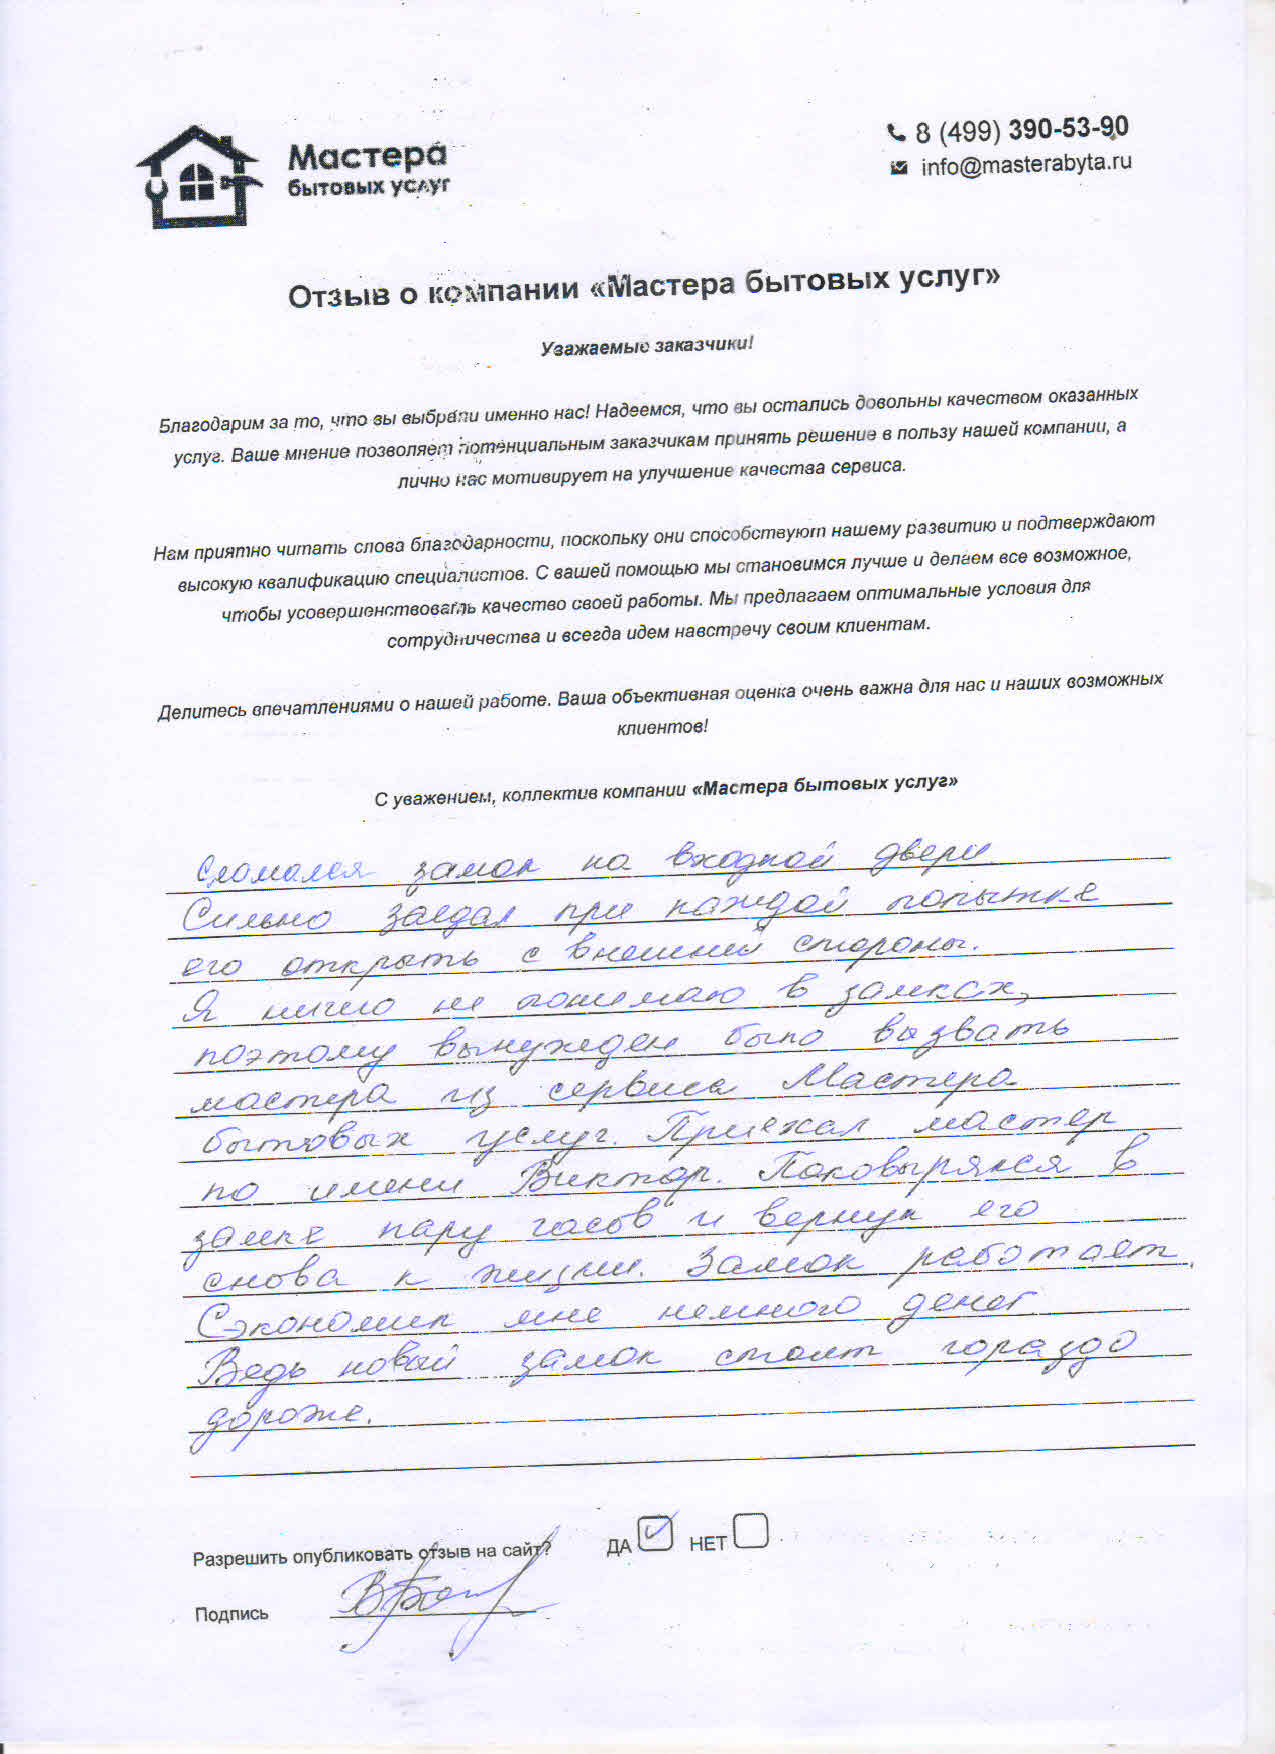 Мастера
бытовых услуг
8 (499) 390-53-90
info@masterabyta.ru
Отзыв о компании «Мастера бытовых услуг»
Уважаемые заказчики!
Благодарим за то, что вы выбрали именно нас! Надеемся, что вы остались довольны качеством оказанных
услуг. Ваше мнение позволяет потенциальным заказчикам принять решение в пользу нашей компании, а
лично нас мотивирует на улучшение качества сервиса.
Нам приятно читать слова благодарности, поскольку они способствуют нашему развитию и подтверждают
высокую квалификацию специалистов. С вашей помощью мы становимся лучше и делаем все возможное,
чтобы усовершенствовать качество своей работы. Мы предлагаем оптимальные условия для
сотрудничества и всегда идем навстречу своим клиентам.
Делитесь впечатлениями о нашей работе. Ваша объективная оценка очень важна для нас и наших возможных
клиентов!
С уважением, коллектив компании «Мастера бытовых услуг»
Сломался замок на входной двери
Сильно заедал при каждой попытке
его открыть с внешней стороны.
Я ничего не понимаю в замках,
поэтому вынужден было вызвать
мастера из сервиса Мастера
бытовых услуг. Приехал мастер
по имени Виктор. Поковырялся в
замке пару часов и вернул его
снова к жизни. Замок работает.
Сэкономил мне немного денег
Ведь новый замок стоит гораздо
дороже.
Разрешить опубликовать отзыв на сайт? ДА НЕТ
Подпись